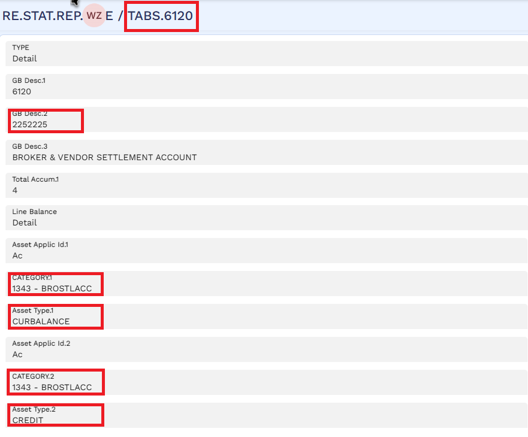 RE.STAT.REP. WZ E / TABS.6120
TYPE
Detail
GB Desc.1
6120
GB Desc.2
2252225
GB Desc.3
BROKER & VENDOR SETTLEMENT ACCOUNT
Total Accum.1
4
Line Balance
Detail
Asset Applic Id.1
Ac
CATEGORY.1
1343 - BROSTLACC
Asset Type.1
CURBALANCE
Asset Applic Id.2
Ac
CATEGORY.2
1343 - BROSTLACC
Asset Type.2
CREDIT